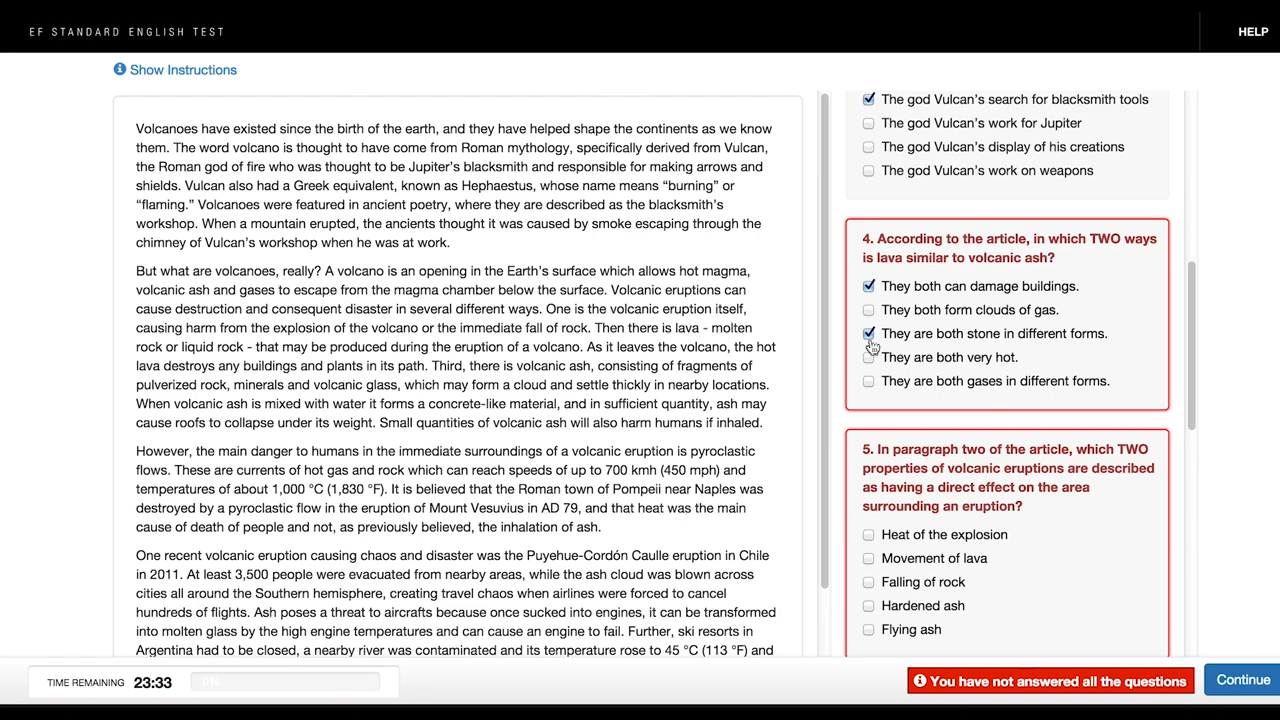 EF STANDARD ENGLISH TEST
HELP
Show Instructions
Volcanoes have existed since the birth of the earth, and they have helped shape the continents as we know
them. The word volcano is thought to have come from Roman mythology, specifically derived from Vulcan,
the Roman god of fire who was thought to be Jupiter's blacksmith and responsible for making arrows and
shields. Vulcan also had a Greek equivalent, known as Hephaestus, whose name means “burning” or
“flaming.” Volcanoes were featured in ancient poetry, where they are described as the blacksmith's
workshop. When a mountain erupted, the ancients thought it was caused by smoke escaping through the
chimney of Vulcan's workshop when he was at work.
But what are volcanoes, really? A volcano is an opening in the Earth's surface which allows hot magma,
volcanic ash and gases to escape from the magma chamber below the surface. Volcanic eruptions can
cause destruction and consequent disaster in several different ways. One is the volcanic eruption itself,
causing harm from the explosion of the volcano or the immediate fall of rock. Then there is lava - molten
rock or liquid rock - that may be produced during the eruption of a volcano. As it leaves the volcano, the hot
lava destroys any buildings and plants in its path. Third, there is volcanic ash, consisting of fragments of
pulverized rock, minerals and volcanic glass, which may form a cloud and settle thickly in nearby locations.
When volcanic ash is mixed with water it forms a concrete-like material, and in sufficient quantity, ash may
cause roofs to collapse under its weight. Small quantities of volcanic ash will also harm humans if inhaled.
However, the main danger to humans in the immediate surroundings of a volcanic eruption is pyroclastic
flows. These are currents of hot gas and rock which can reach speeds of up to 700 kmh (450 mph) and
temperatures of about 1,000 °C (1,830 °F). It is believed that the Roman town of Pompeii near Naples was
destroyed by a pyroclastic flow in the eruption of Mount Vesuvius in AD 79, and that heat was the main
cause of death of people and not, as previously believed, the inhalation of ash.
One recent volcanic eruption causing chaos and disaster was the Puyehue-Cordón Caulle eruption in Chile
in 2011. At least 3,500 people were evacuated from nearby areas, while the ash cloud was blown across
cities all around the Southern hemisphere, creating travel chaos when airlines were forced to cancel
hundreds of flights. Ash poses a threat to aircrafts because once sucked into engines, it can be transformed
into molten glass by the high engine temperatures and can cause an engine to fail. Further, ski resorts in
Argentina had to be closed, a nearby river was contaminated and its temperature rose to 45 °C (113 °F) and
The god Vulcan's search for blacksmith tools
The god Vulcan's work for Jupiter
The god Vulcan's display of his creations
The god Vulcan's work on weapons
4. According to the article, in which TWO ways
is lava similar to volcanic ash?
They both can damage buildings.
They both form clouds of gas.
They are both stone in different forms.
They are both very hot.
They are both gases in different forms.
5. In paragraph two of the article, which TWO
properties of volcanic eruptions are described
as having a direct effect on the area
surrounding an eruption?
Heat of the explosion
Movement of lava
Falling of rock
Hardened ash
Flying ash
TIME REMAINING 23:33
0%
You have not answered all the questions
Continue